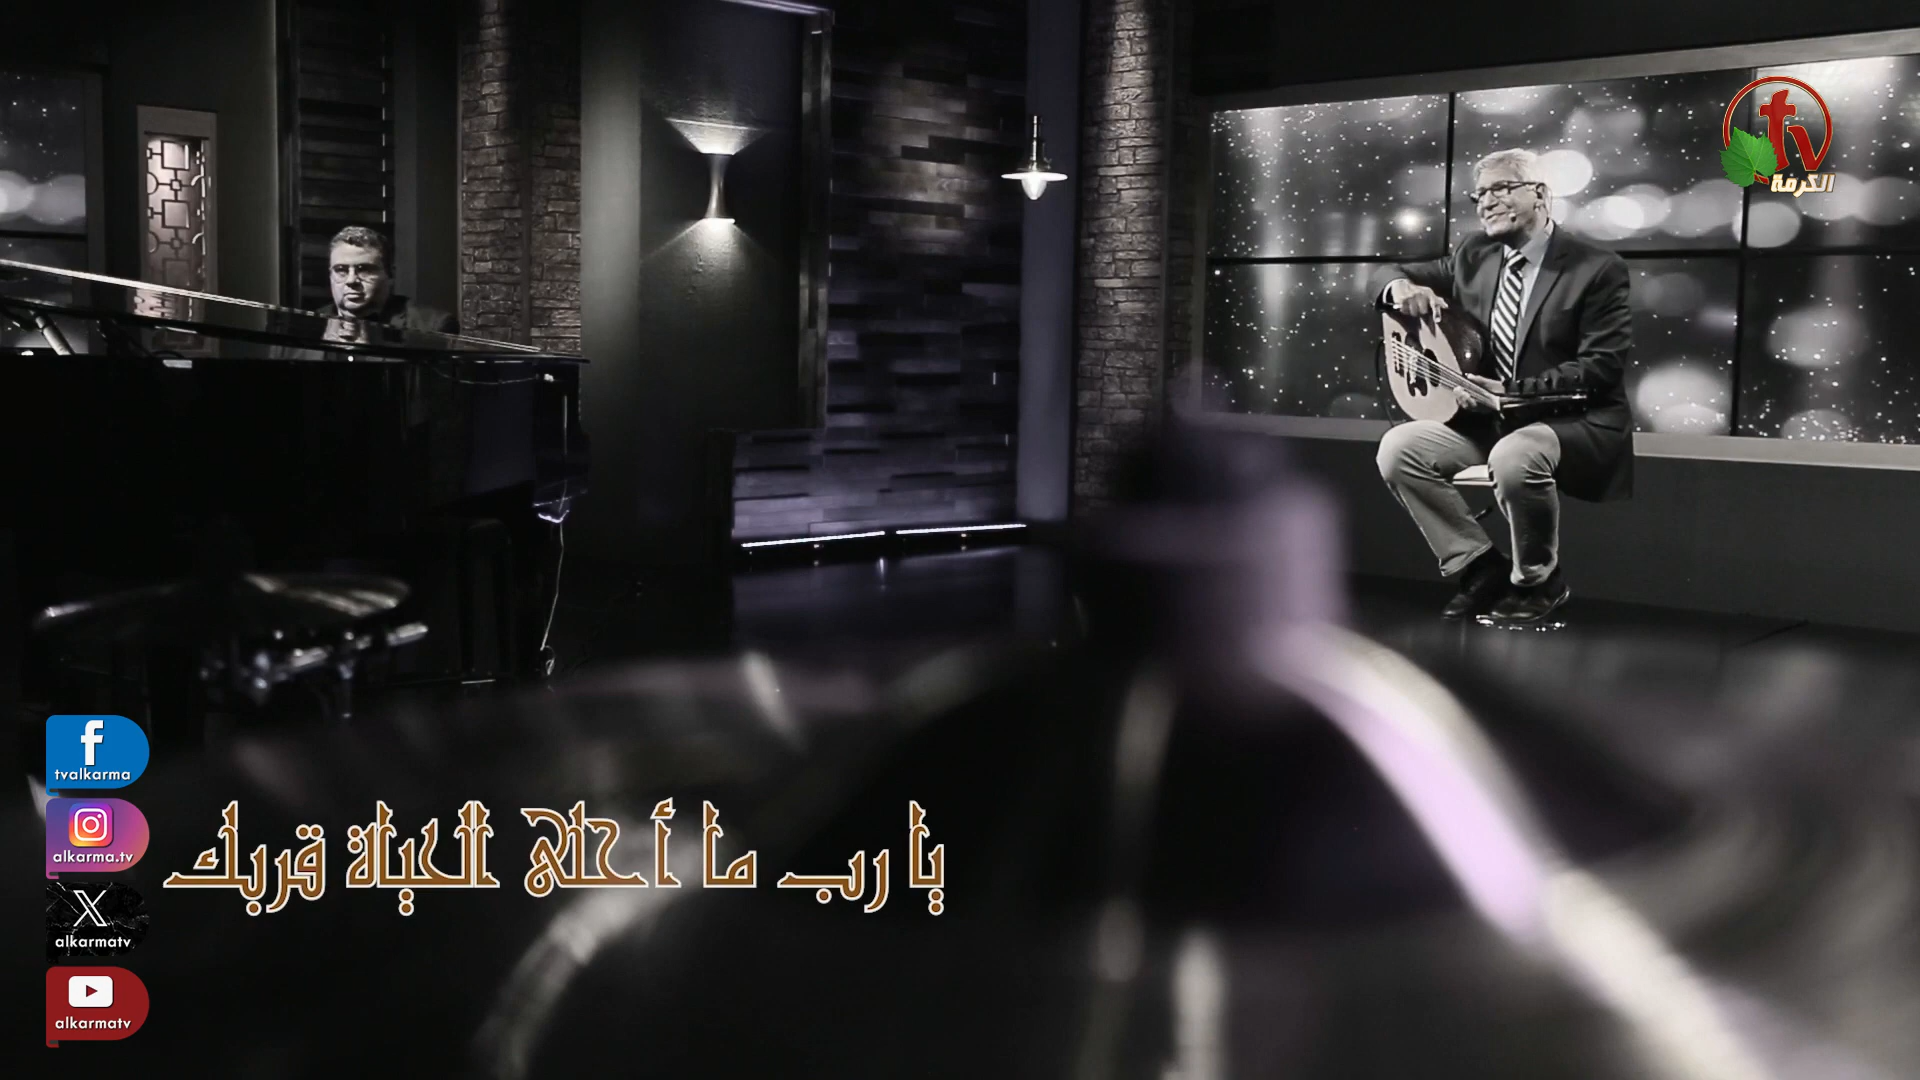 tv
الكرمة
f
tvalkarma
alkarma.tv
X
alkarmatv
alkarmatv
يا رب ما أحلى الحياة قربك